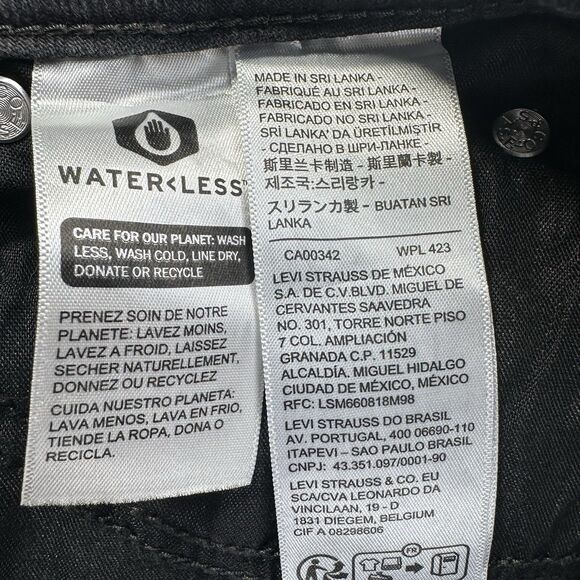 WATER<LESS™
CARE FOR OUR PLANET: WASH
LESS, WASH COLD, LINE DRY,
DONATE OR RECYCLE
PRENEZ SOIN DE NOTRE
PLANETE: LAVEZ MOINS,
LAVEZ A FROID, LAISSEZ
SECHER NATURELLEMENT,
DONNEZ OU RECYCLEZ
CUIDA NUESTRO PLANETA:
LAVA MENOS, LAVA EN FRIO,
TIENDE LA ROPA, DONA O
RECICLA.
MADE IN SRI LANKA -
FABRIQUÉ AU SRI LANKA -
FABRICADO EN SRI LANKA -
FABRICADO NO SRI LANKA -
SRİ LANKA' DA ÜRETİLMİŞTİR
- СДЕЛАНО В ШРИ-ЛАНКЕ -
斯里兰卡制造 - 斯里蘭卡製 -
제조국:스리랑카 -
スリランカ製 - BUATAN SRI
LANKA
CA00342 WPL 423
LEVI STRAUSS DE MÉXICO
S.A. DE C.V.BLVD. MIGUEL DE
CERVANTES SAAVEDRA
NO. 301, TORRE NORTE PISO
7 COL. AMPLIACIÓN
GRANADA C.P. 11529
ALCALDÍA. MIGUEL HIDALGO
CIUDAD DE MÉXICO, MÉXICO
RFC: LSM660818M98
LEVI STRAUSS DO BRASIL
AV. PORTUGAL, 400 06690-110
ITAPEVI – SAO PAULO BRASIL
CNPJ: 43.351.097/0001-90
LEVI STRAUSS & CO. EU
SCA/CVA LEONARDO DA
VINCILAAN, 19 - D
1831 DIEGEM, BELGIUM
CIF A 08298606
FR